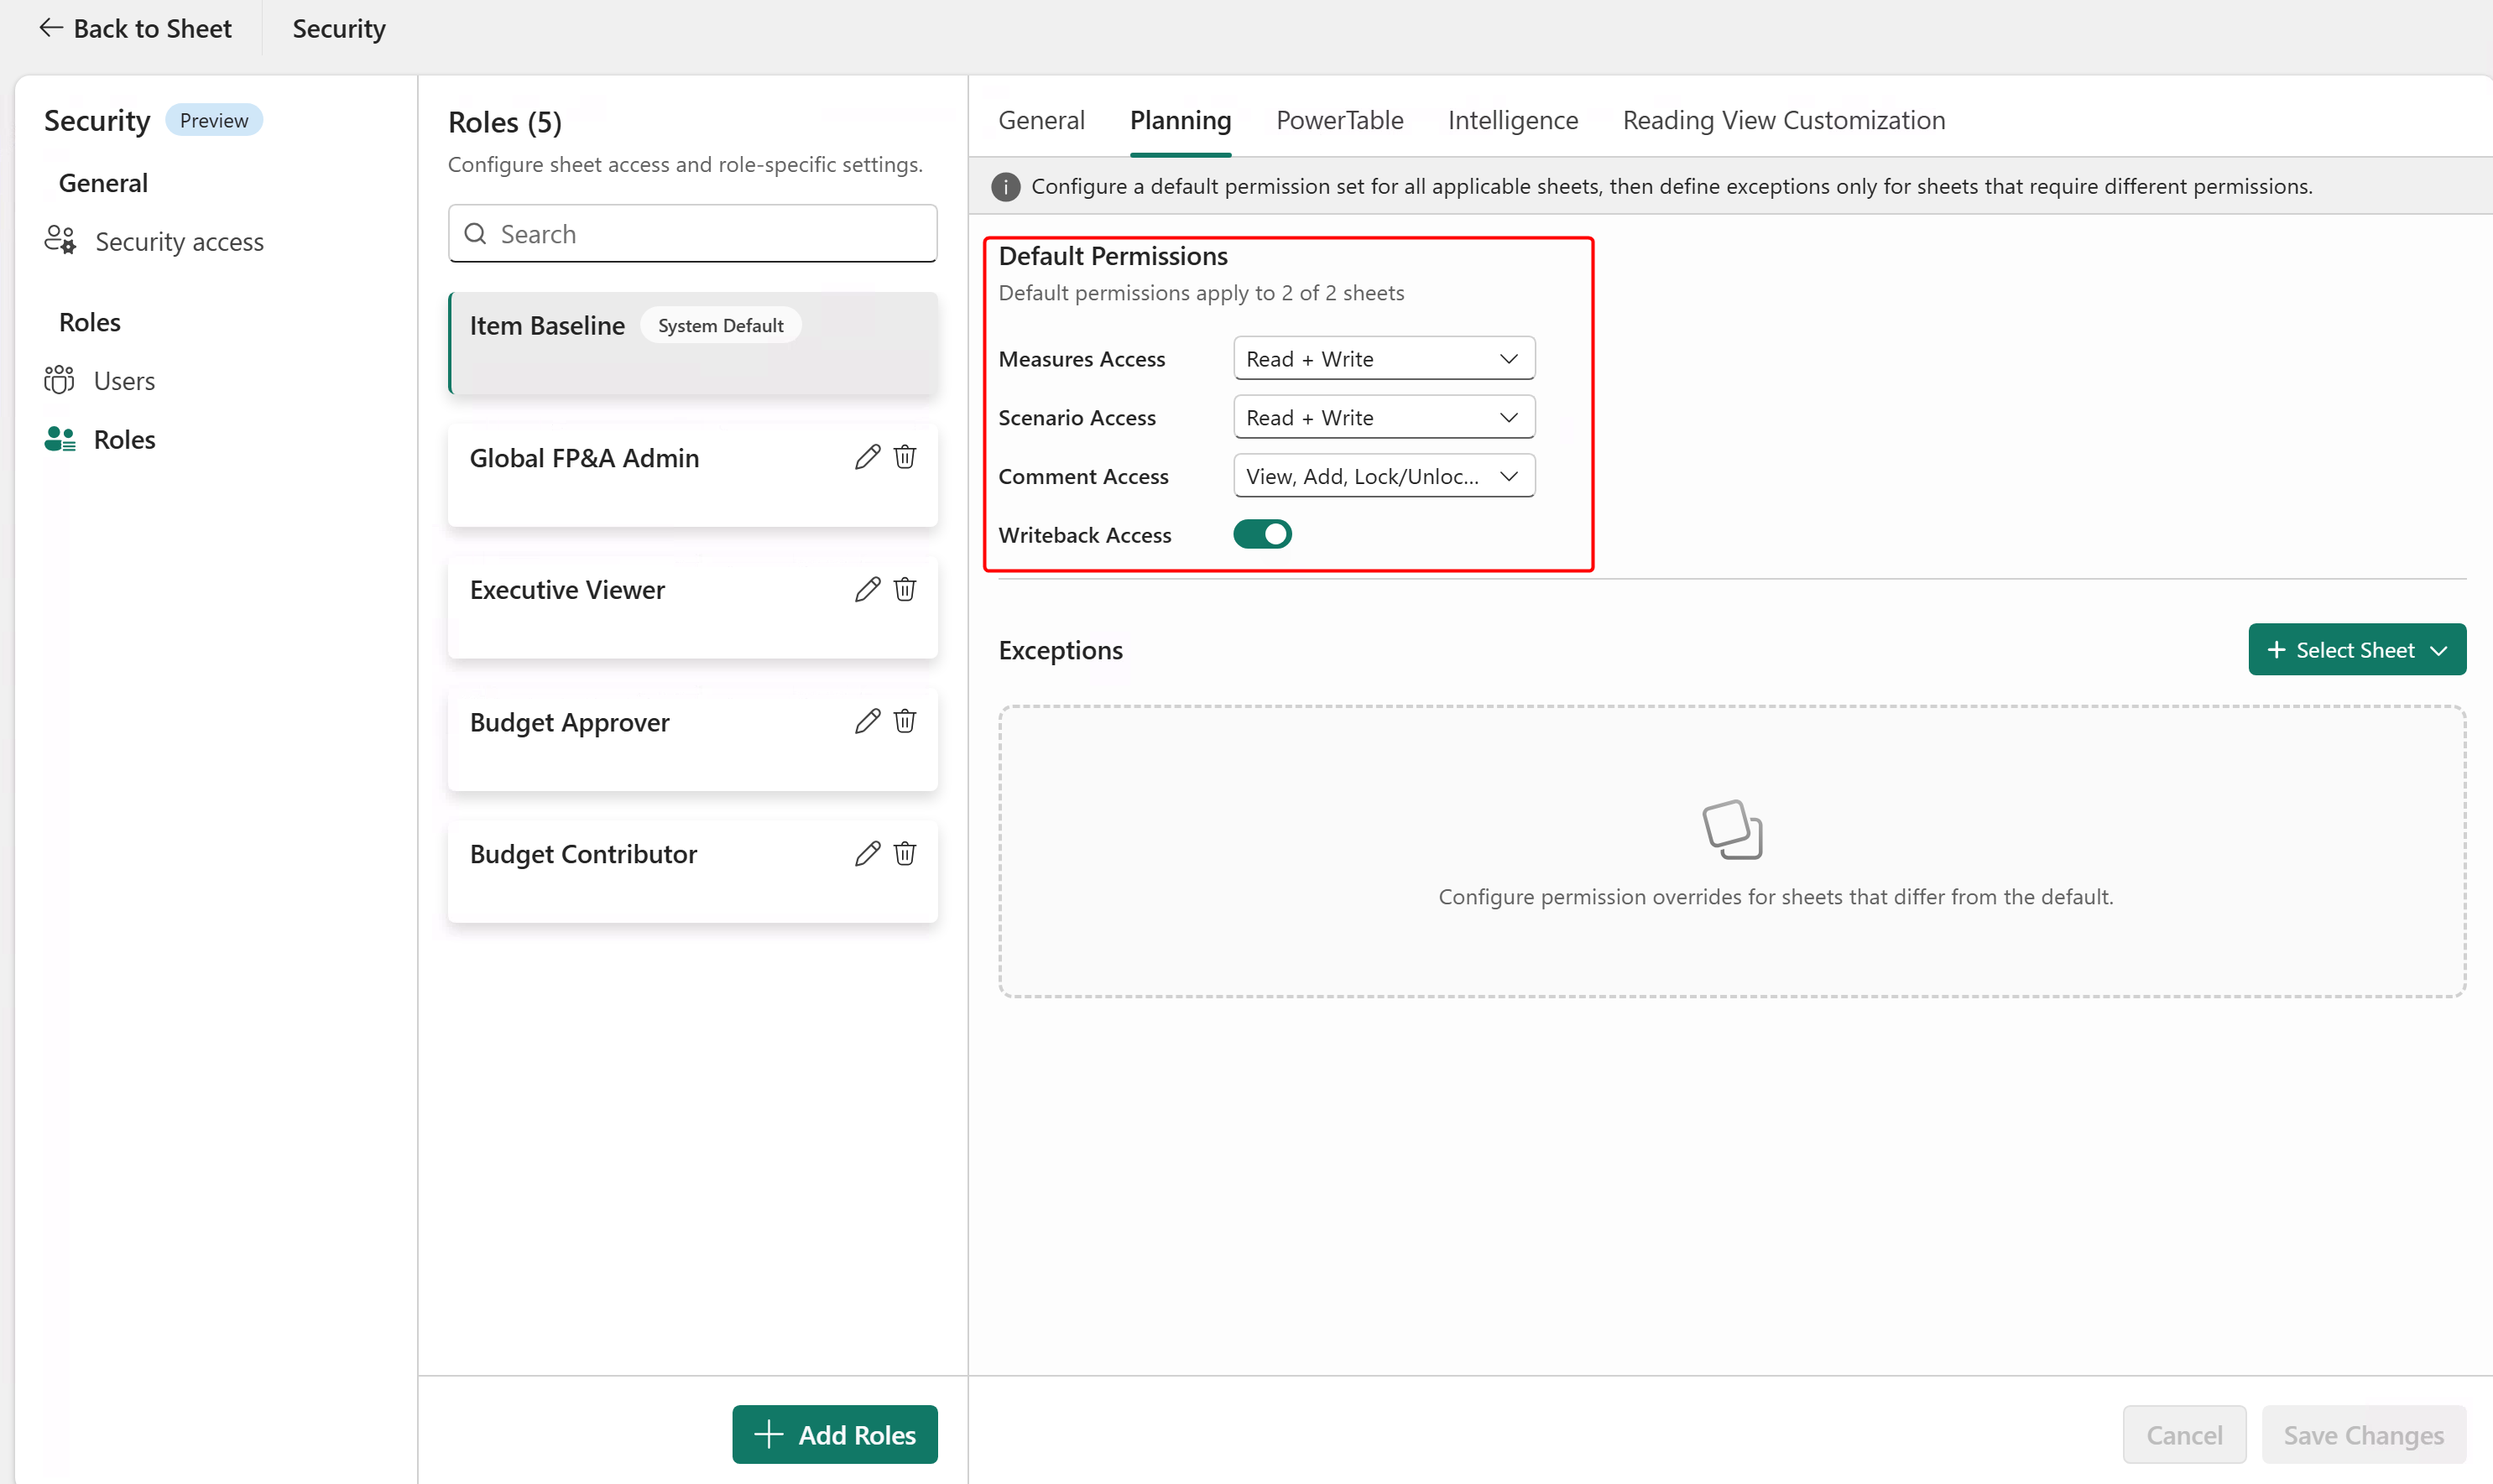 Back to Sheet
Security
Security
Preview
General
Security access
Roles
Users
Roles
Roles (5)
Configure sheet access and role-specific settings.
Search
Item Baseline
System Default
Global FP&A Admin
Executive Viewer
Budget Approver
Budget Contributor
Add Roles
General
Planning
PowerTable
Intelligence
Reading View Customization
Configure a default permission set for all applicable sheets, then define exceptions only for sheets that require different permissions.
Default Permissions
Default permissions apply to 2 of 2 sheets
Measures Access
Read + Write
Scenario Access
Read + Write
Comment Access
View, Add, Lock/Unloc...
Writeback Access
Exceptions
Select Sheet
Configure permission overrides for sheets that differ from the default.
Cancel
Save Changes